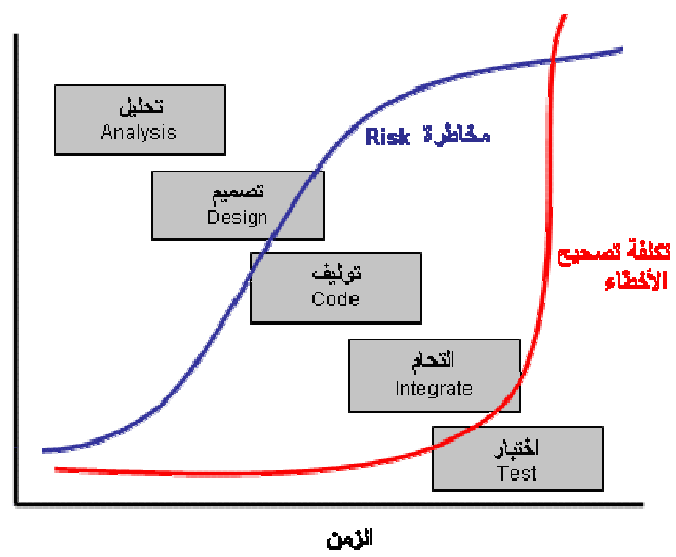 تحليل
Analysis
مخاطرة Risk
تصميم
Design
تكلفة تصحيح
الأخطاء
توليف
Code
التحام
Integrate
اختبار
Test
الزمن